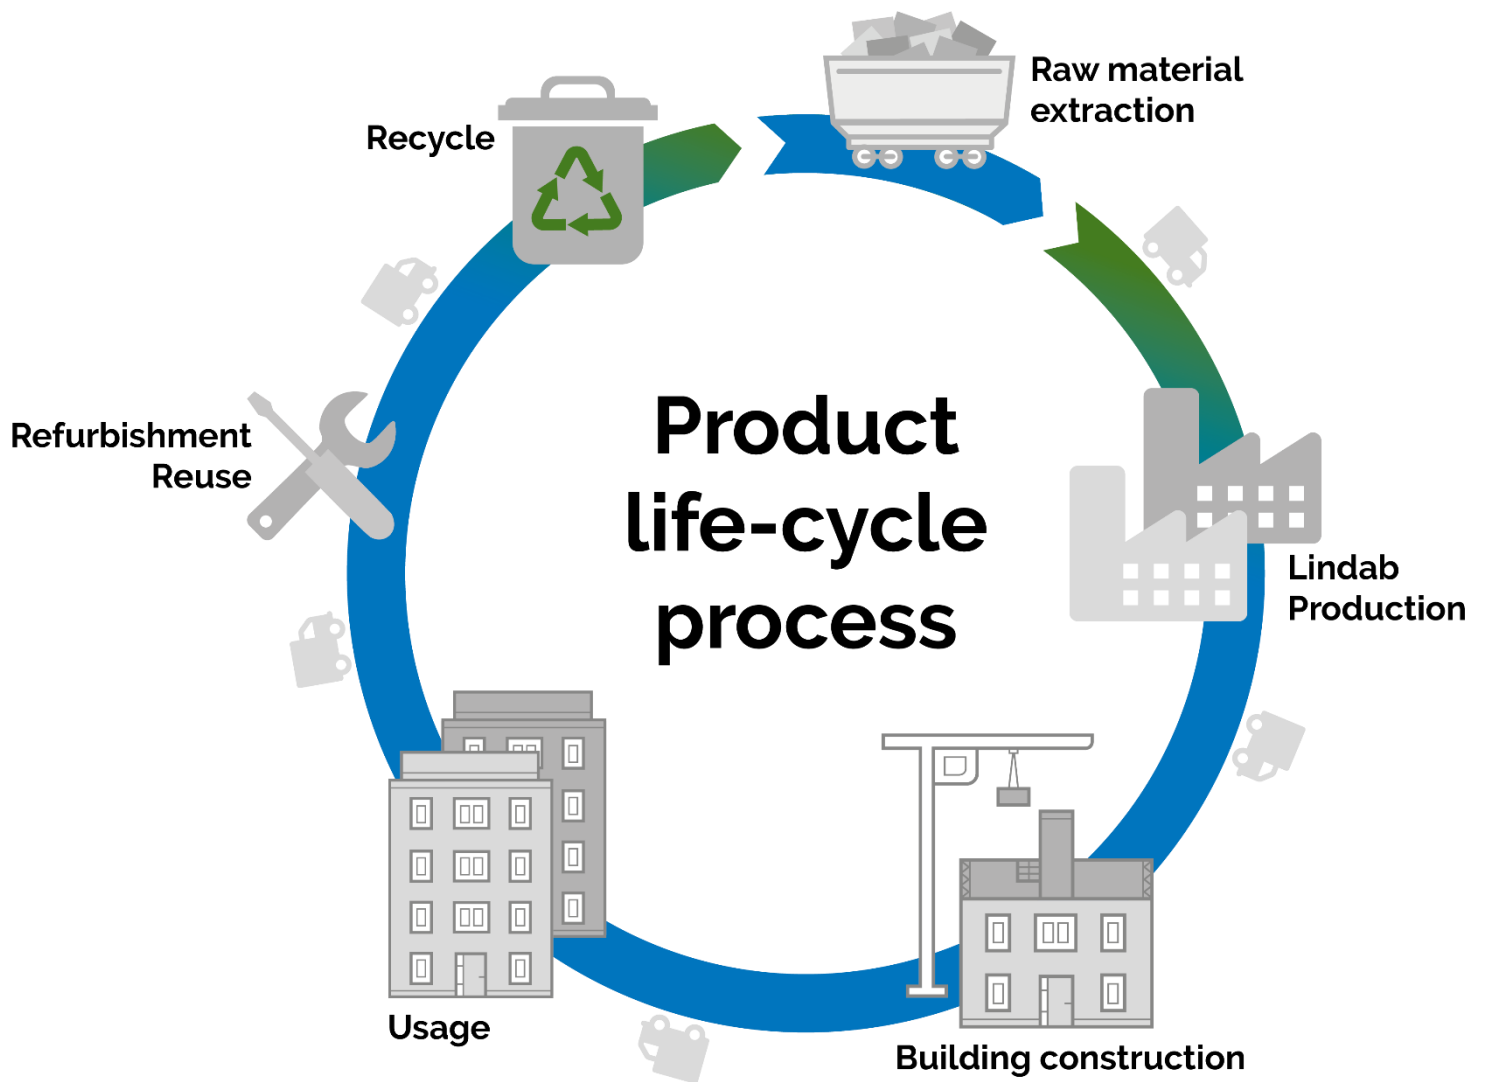 Product
life-cycle
process
Raw material
extraction
Lindab
Production
Building construction
Usage
Refurbishment
Reuse
Recycle